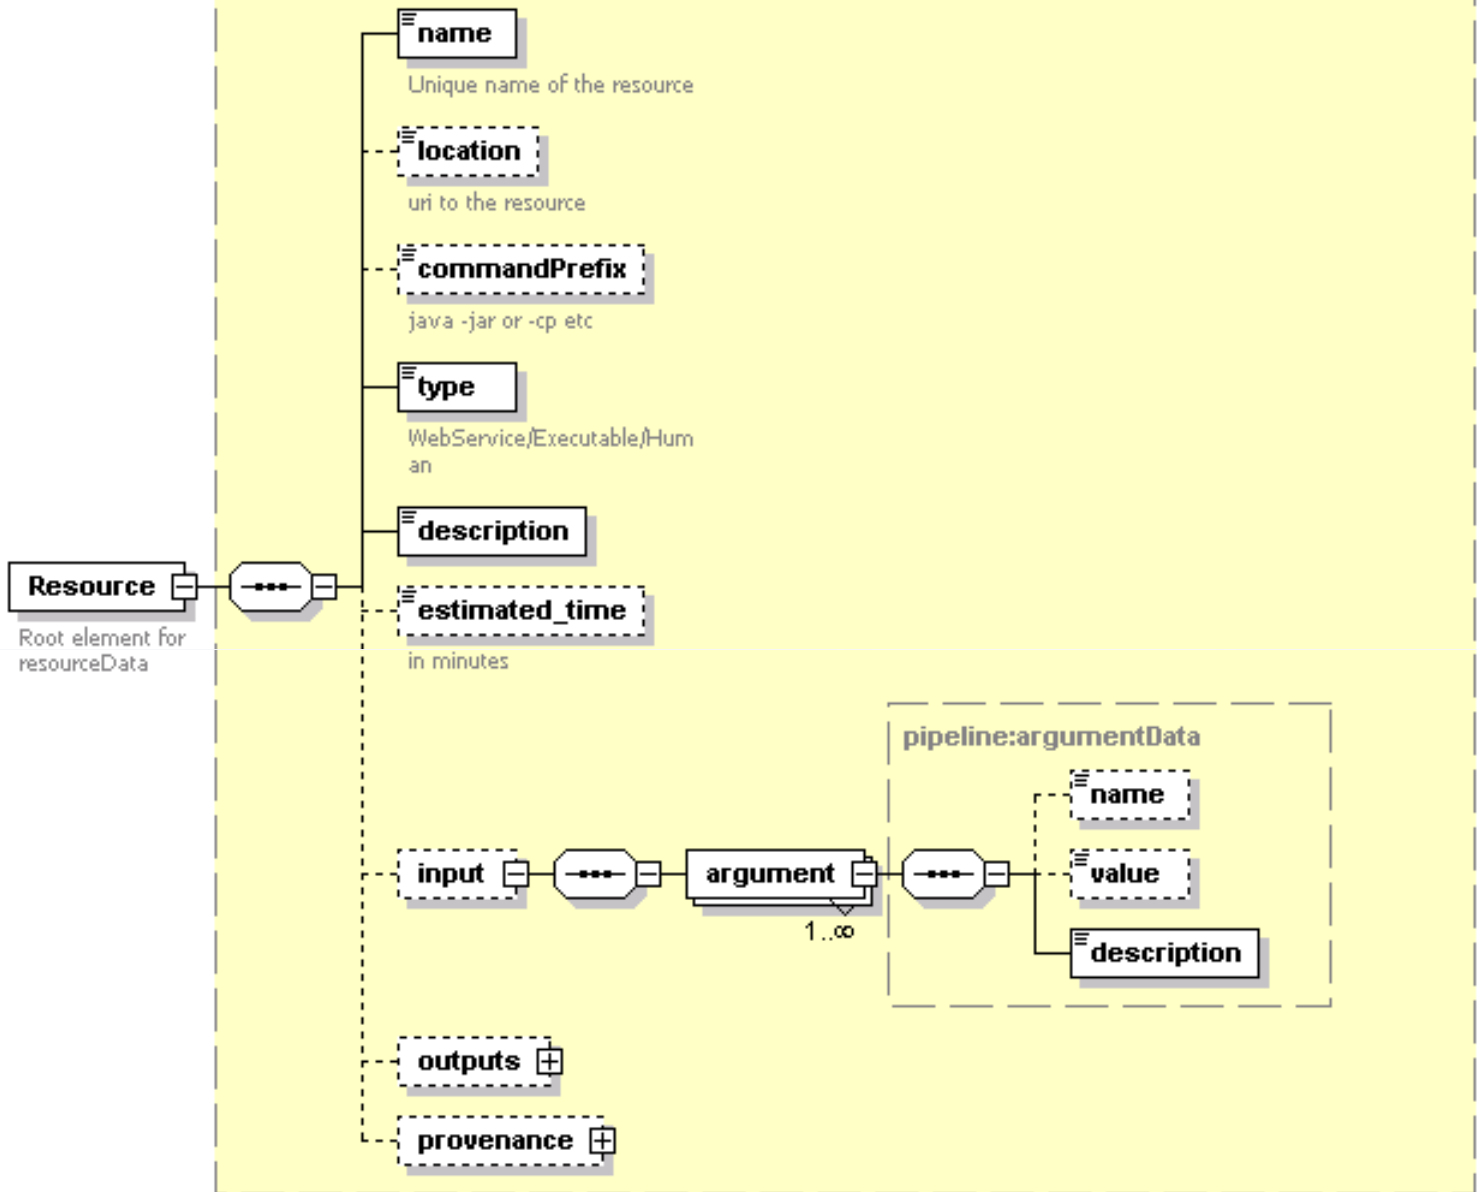 name
Unique name of the resource
location
uri to the resource
commandPrefix
java -jar or -cp etc
type
WebService/Executable/Hum
an
description
Resource
Root element for
resourceData
estimated_time
in minutes
pipeline:argumentData
name
input
argument
value
1..∞
description
outputs
provenance